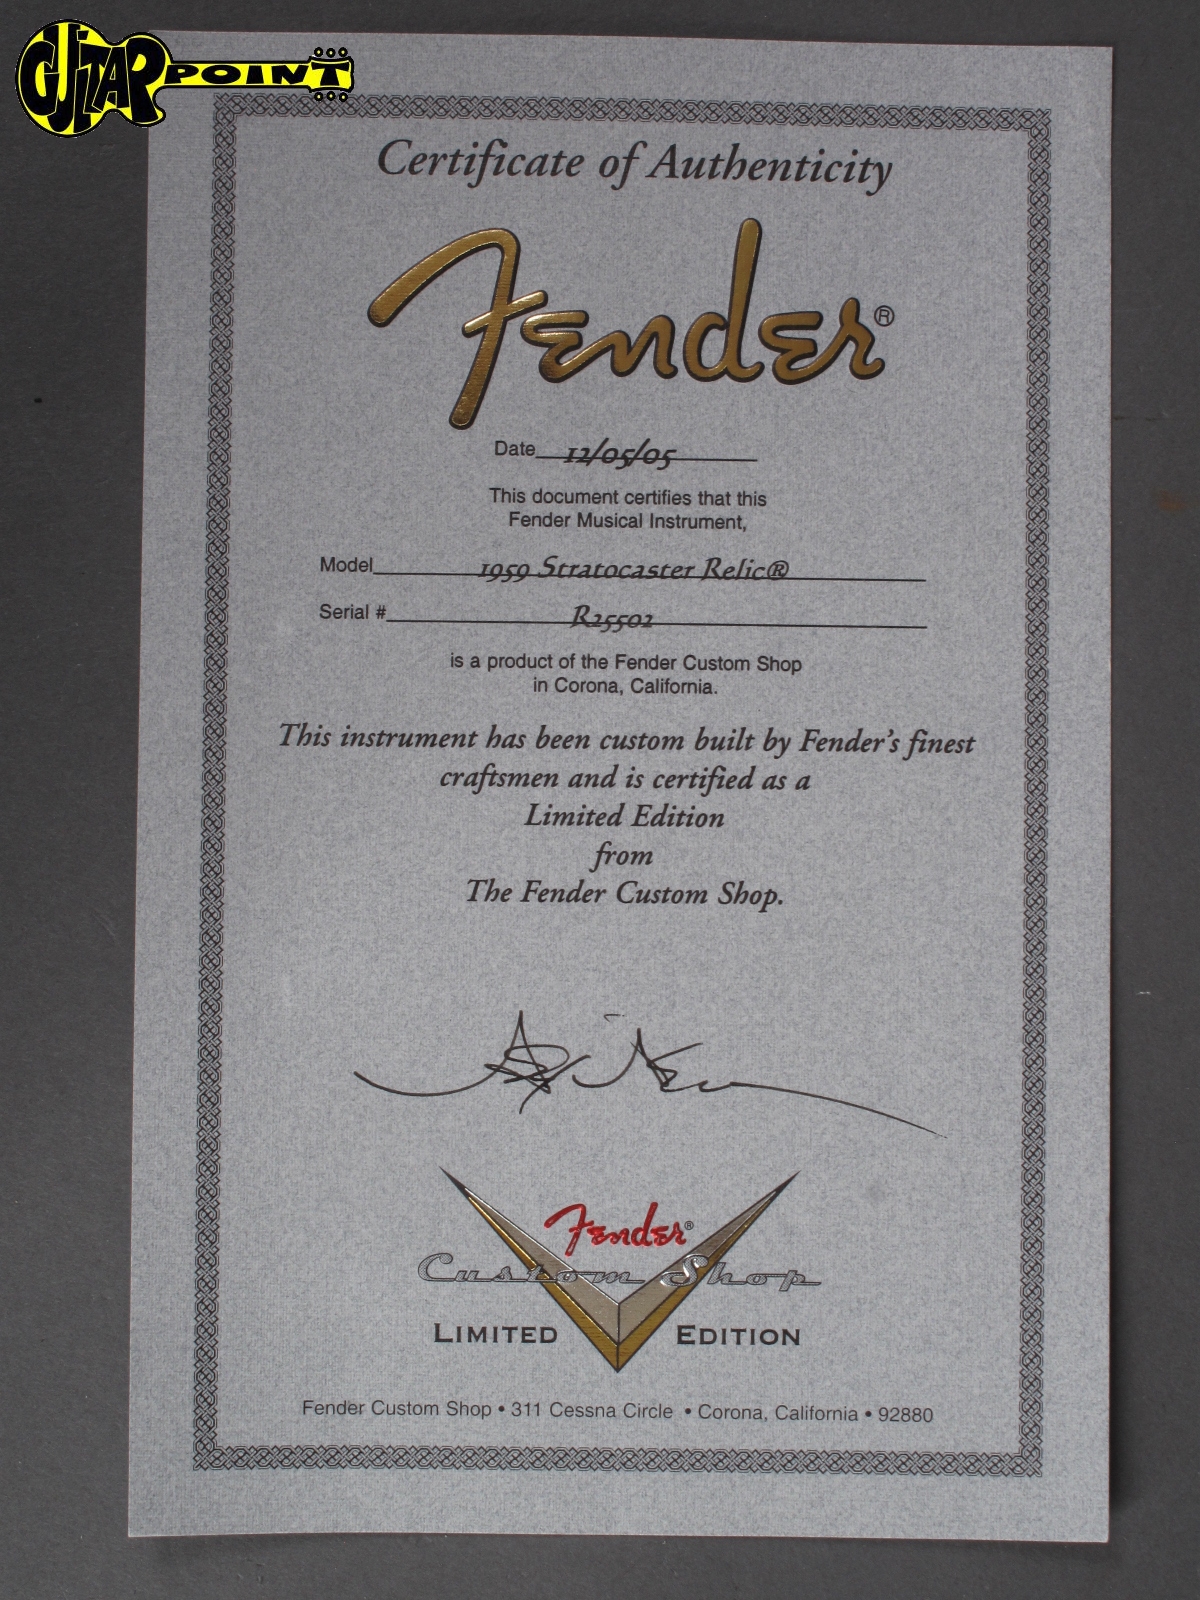 GUITAR POINT
Certificate of Authenticity
Fender®
Date 12/05/05
This document certifies that this
Fender Musical Instrument,
Model 1959 Stratocaster Relic®
Serial # R25502
is a product of the Fender Custom Shop
in Corona, California.
This instrument has been custom built by Fender's finest
craftsmen and is certified as a
Limited Edition
from
The Fender Custom Shop.
Fender®
Custom Shop
LIMITED EDITION
Fender Custom Shop • 311 Cessna Circle • Corona, California • 92880